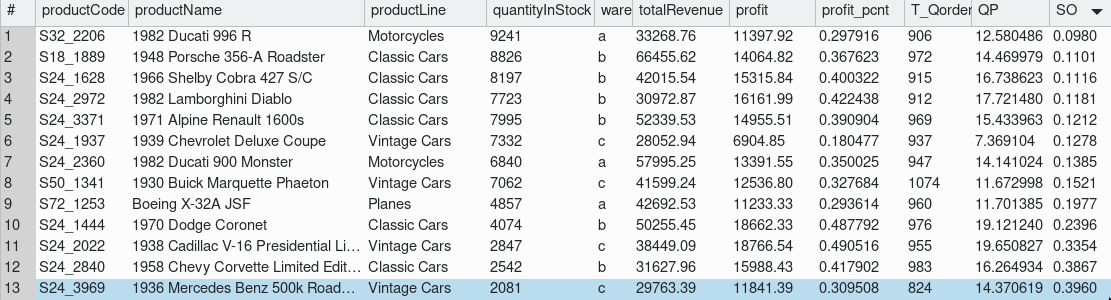 # productCode productName productLine quantityInStock ware totalRevenue profit profit_pcnt T_Qorder QP SO
1 S32_2206 1982 Ducati 996 R Motorcycles 9241 a 33268.76 11397.92 0.297916 906 12.580486 0.0980
2 S18_1889 1948 Porsche 356-A Roadster Classic Cars 8826 b 66455.62 14064.82 0.367623 972 14.469979 0.1101
3 S24_1628 1966 Shelby Cobra 427 S/C Classic Cars 8197 b 42015.54 15315.84 0.400322 915 16.738623 0.1116
4 S24_2972 1982 Lamborghini Diablo Classic Cars 7723 b 30972.87 16161.99 0.422438 912 17.721480 0.1181
5 S24_3371 1971 Alpine Renault 1600s Classic Cars 7995 b 52339.53 14955.51 0.390904 969 15.433963 0.1212
6 S24_1937 1939 Chevrolet Deluxe Coupe Vintage Cars 7332 c 28052.94 6904.85 0.180477 937 7.369104 0.1278
7 S24_2360 1982 Ducati 900 Monster Motorcycles 6840 a 57995.25 13391.55 0.350025 947 14.141024 0.1385
8 S50_1341 1930 Buick Marquette Phaeton Vintage Cars 7062 c 41599.24 12536.80 0.327684 1074 11.672998 0.1521
9 S72_1253 Boeing X-32A JSF Planes 4857 a 42692.53 11233.33 0.293614 960 11.701385 0.1977
10 S24_1444 1970 Dodge Coronet Classic Cars 4074 b 50255.45 18662.33 0.487792 976 19.121240 0.2396
11 S24_2022 1938 Cadillac V-16 Presidential Li... Vintage Cars 2847 c 38449.09 18766.54 0.490516 955 19.650827 0.3354
12 S24_2840 1958 Chevy Corvette Limited Edit... Classic Cars 2542 b 31627.96 15988.43 0.417902 983 16.264934 0.3867
13 S24_3969 1936 Mercedes Benz 500k Road... Vintage Cars 2081 c 29763.39 11841.39 0.309508 824 14.370619 0.3960